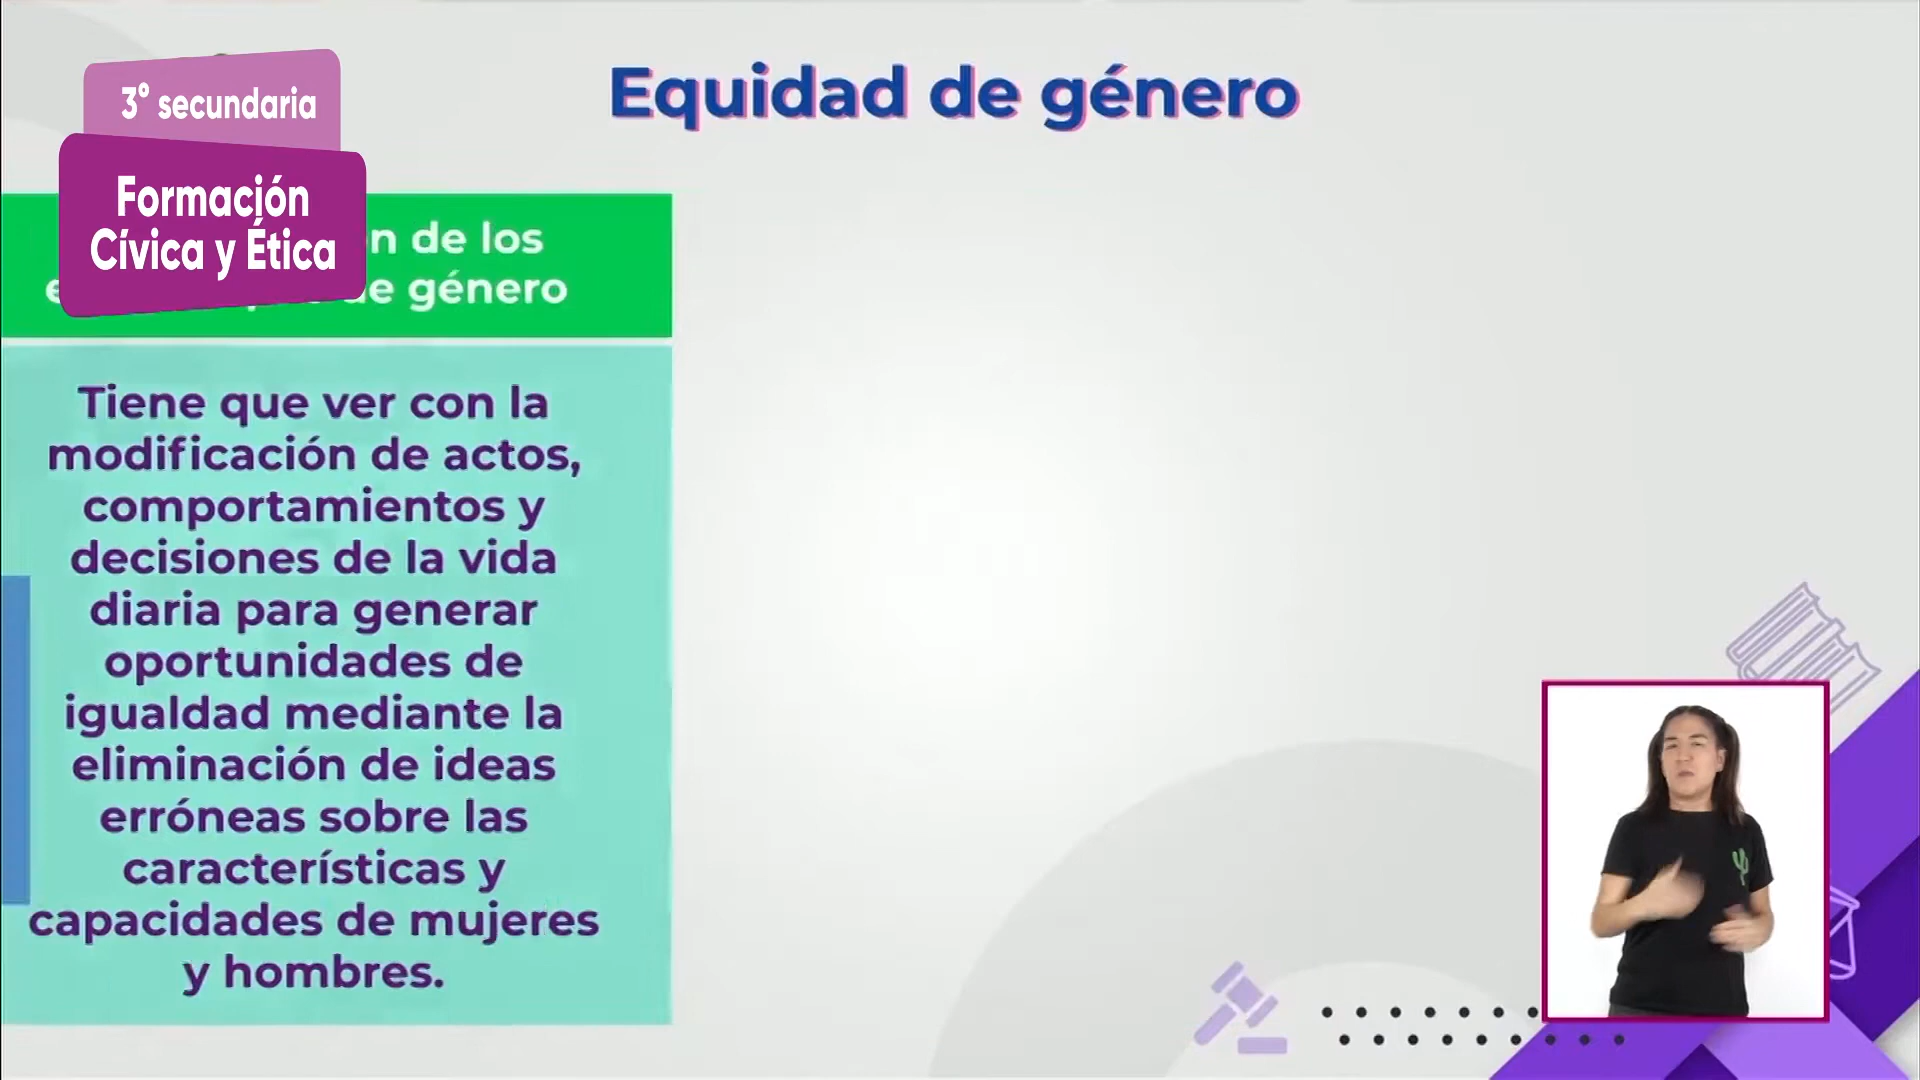 3° secundaria
Formación
Cívica y Ética
Equidad de género
de los
de género
Tiene que ver con la
modificación de actos,
comportamientos y
decisiones de la vida
diaria para generar
oportunidades de
igualdad mediante la
eliminación de ideas
erróneas sobre las
características y
capacidades de mujeres
y hombres.